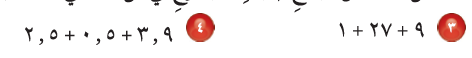 ٣ ٩ + ٢٧ + ١
٤ ٣,٩ + ٠,٥ + ٢,٥